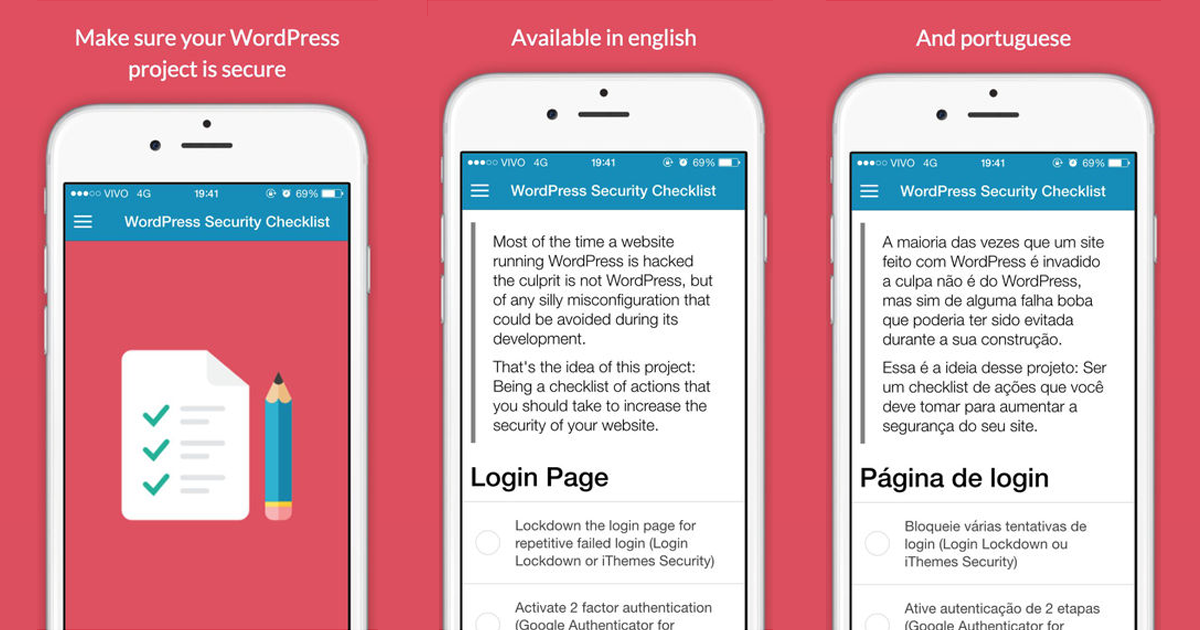 Make sure your WordPress
project is secure
VIVO 4G 19:41 69%
WordPress Security Checklist
Available in english
VIVO 4G 19:41 69%
WordPress Security Checklist
Most of the time a website
running WordPress is hacked
the culprit is not WordPress, but
of any silly misconfiguration that
could be avoided during its
development.
That's the idea of this project:
Being a checklist of actions that
you should take to increase the
security of your website.
Login Page
Lockdown the login page for
repetitive failed login (Login
Lockdown or iThemes Security)
Activate 2 factor authentication
(Google Authenticator for
And portuguese
VIVO 4G 19:41 69%
WordPress Security Checklist
A maioria das vezes que um site
feito com WordPress é invadido
a culpa não é do WordPress,
mas sim de alguma falha boba
que poderia ter sido evitada
durante a sua construção.
Essa é a ideia desse projeto: Ser
um checklist de ações que você
deve tomar para aumentar a
segurança do seu site.
Página de login
Bloqueie várias tentativas de
login (Login Lockdown ou
iThemes Security)
Ative autenticação de 2 etapas
(Google Authenticator for